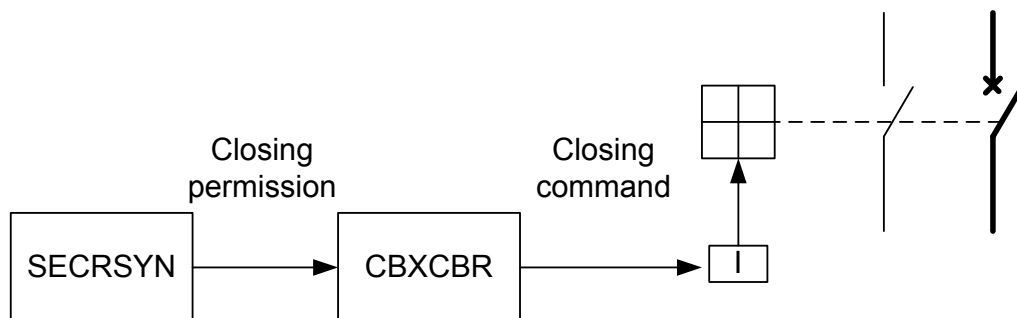 Closing
permission
Closing
command
SECRSYN
CBXCBR
I